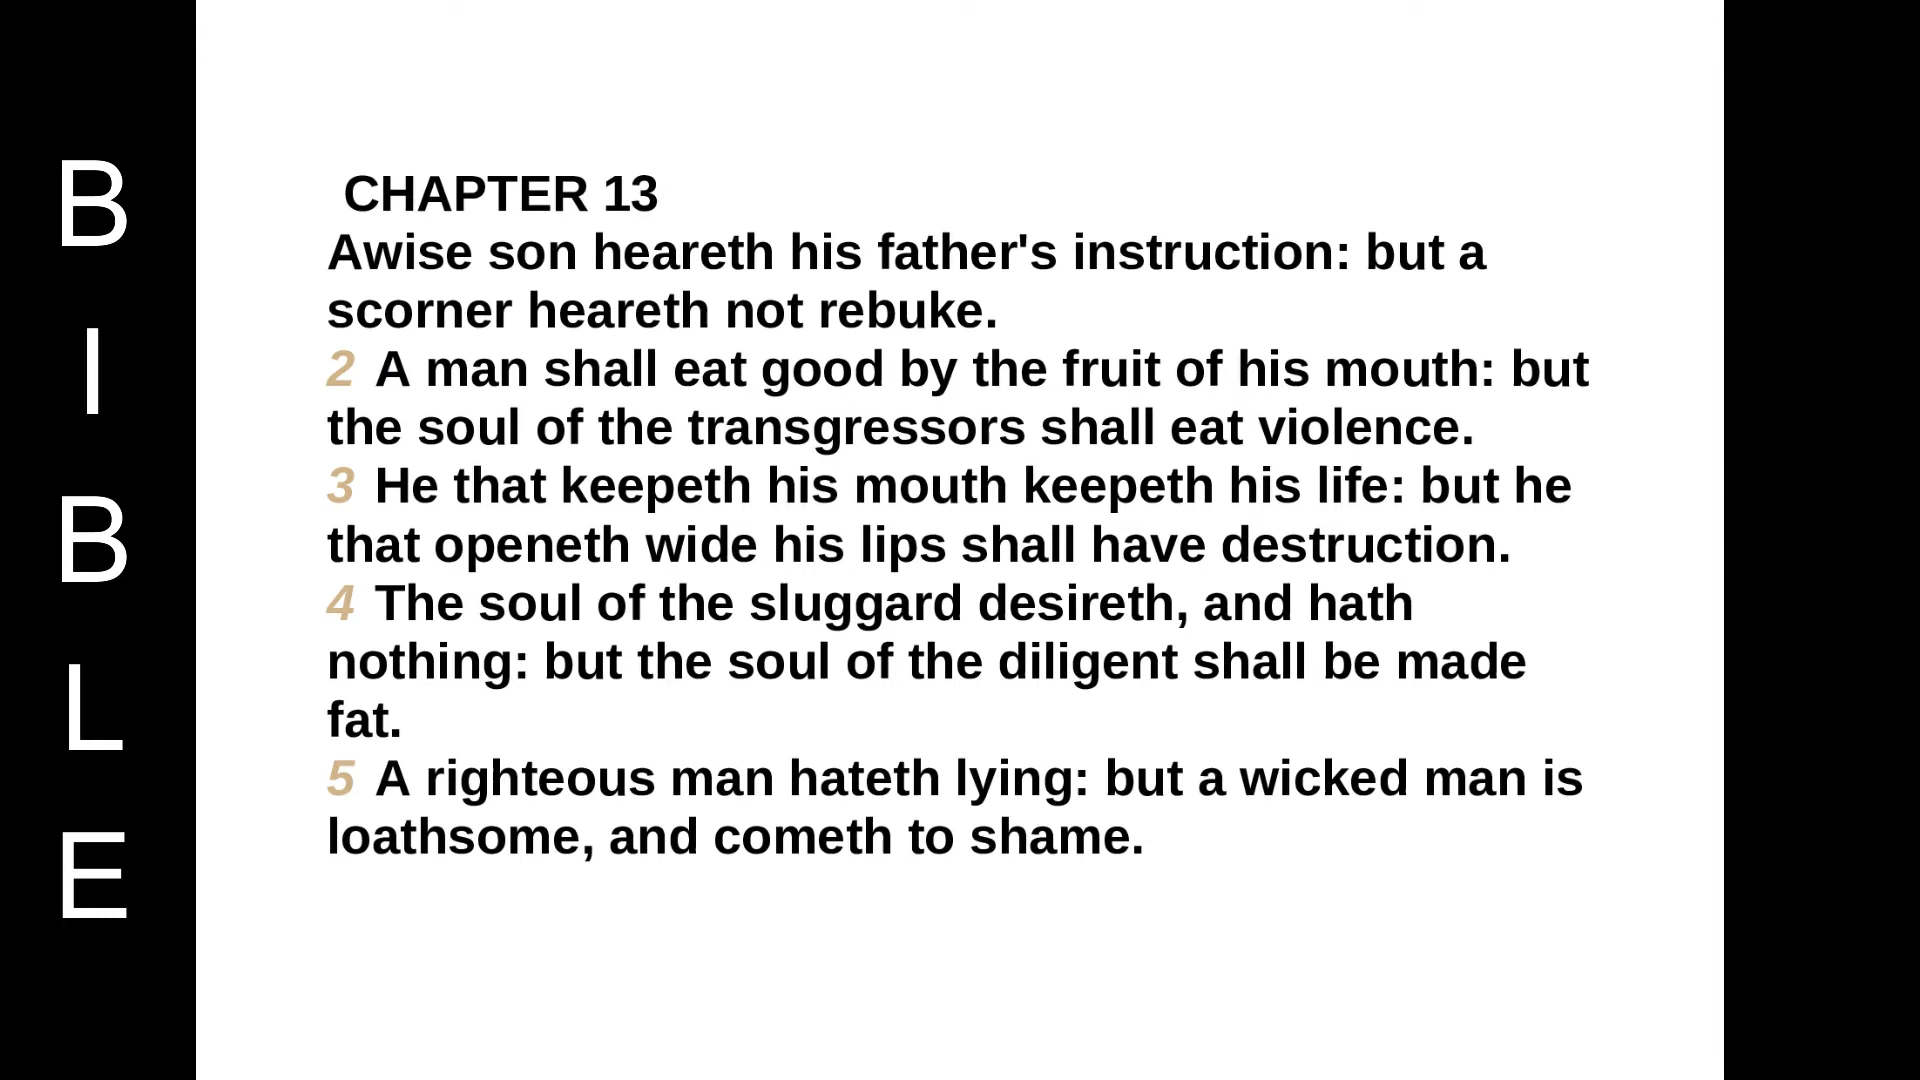 BIBLE
CHAPTER 13
Awise son heareth his father's instruction: but a
scorner heareth not rebuke.
2 A man shall eat good by the fruit of his mouth: but
the soul of the transgressors shall eat violence.
3 He that keepeth his mouth keepeth his life: but he
that openeth wide his lips shall have destruction.
4 The soul of the sluggard desireth, and hath
nothing: but the soul of the diligent shall be made
fat.
5 A righteous man hateth lying: but a wicked man is
loathsome, and cometh to shame.